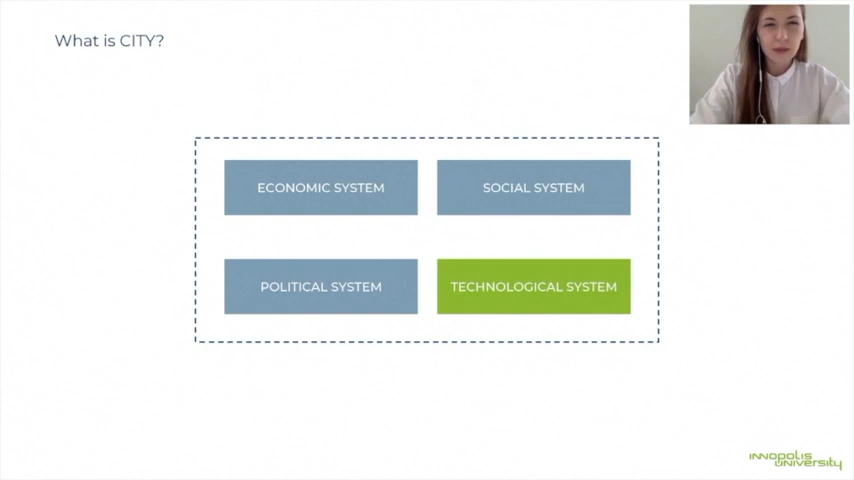 What is CITY?
ECONOMIC SYSTEM
SOCIAL SYSTEM
POLITICAL SYSTEM
TECHNOLOGICAL SYSTEM
INNOPOLIS
UNIVERSITY